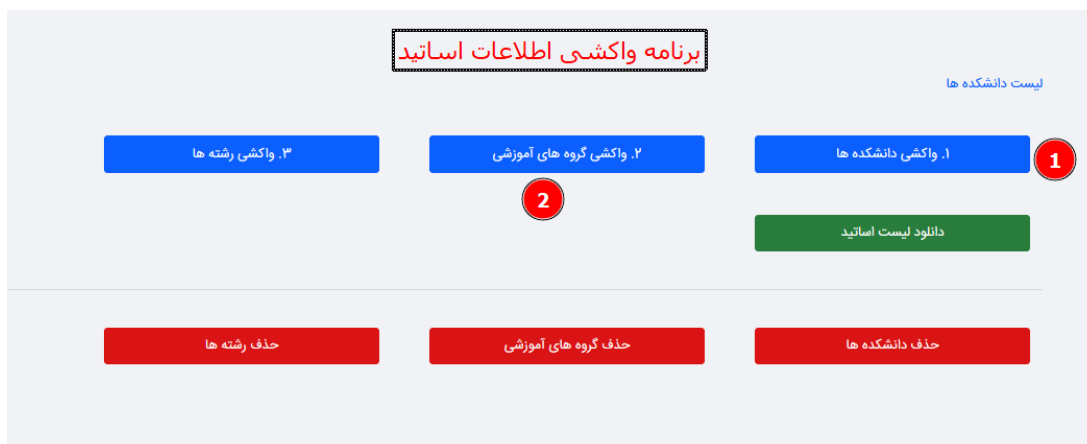 برنامه واکشی اطلاعات اساتید
لیست دانشکده ها
۱. واکشی دانشکده ها
۲. واکشی گروه های آموزشی
۳. واکشی رشته ها
1
2
دانلود لیست اساتید
حذف دانشکده ها
حذف گروه های آموزشی
حذف رشته ها